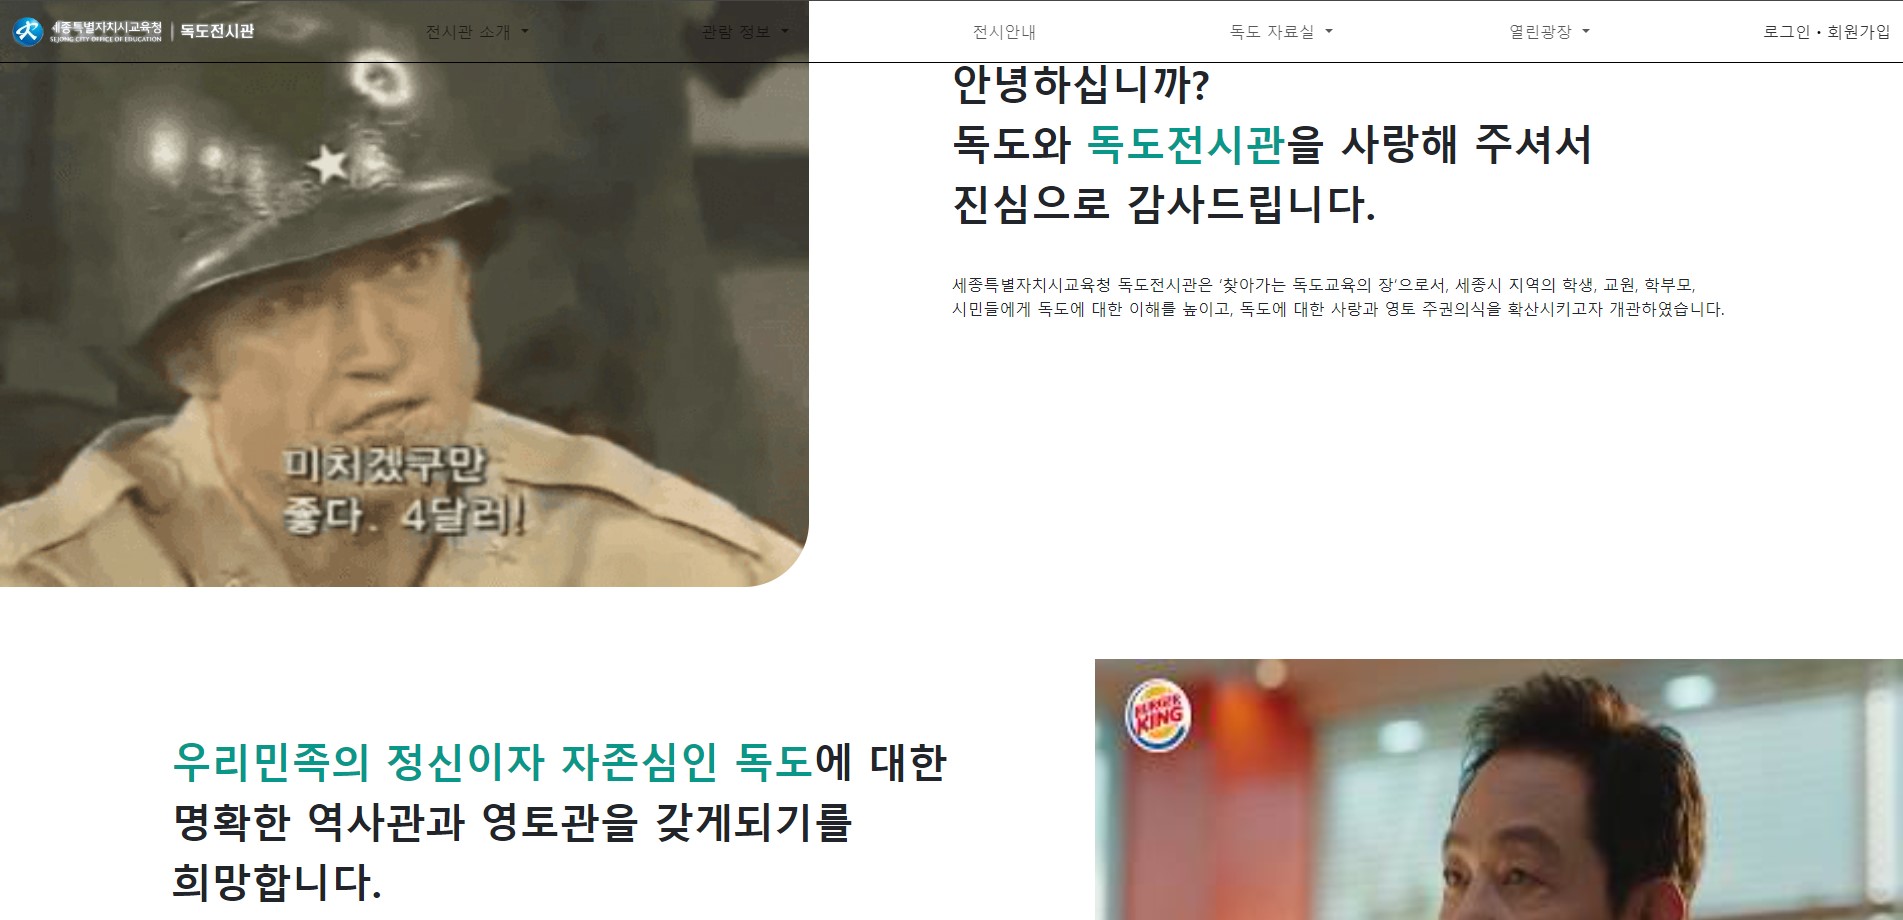 세종특별자치시교육청 독도전시관
SEJONG CITY OFFICE OF EDUCATION
전시관 소개
관람 정보
전시안내
독도 자료실
열린광장
로그인 • 회원가입
안녕하십니까?
독도와 독도전시관을 사랑해 주셔서
진심으로 감사드립니다.
세종특별자치시교육청 독도전시관은 '찾아가는 독도교육의 장'으로서, 세종시 지역의 학생, 교원, 학부모,
시민들에게 독도에 대한 이해를 높이고, 독도에 대한 사랑과 영토 주권의식을 확산시키고자 개관하였습니다.
미치겠구만
좋다. 4달러!
BURGER
KING
우리민족의 정신이자 자존심인 독도에 대한
명확한 역사관과 영토관을 갖게되기를
희망합니다.